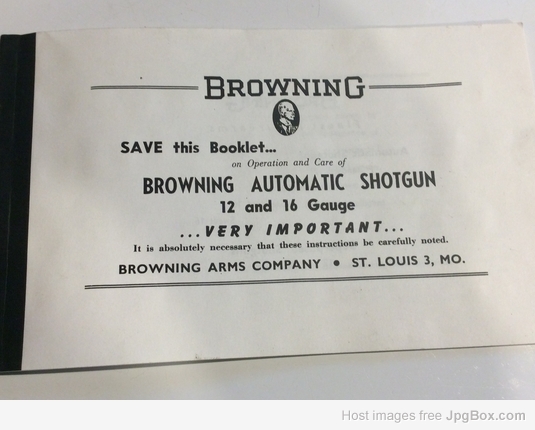 BROWNING
SAVE this Booklet...
on Operation and Care of
BROWNING AUTOMATIC SHOTGUN
12 and 16 Gauge
...VERY IMPORTANT...
It is absolutely necessary that these instructions be carefully noted.
BROWNING ARMS COMPANY • ST. LOUIS 3, MO.
Host images free JpgBox.com